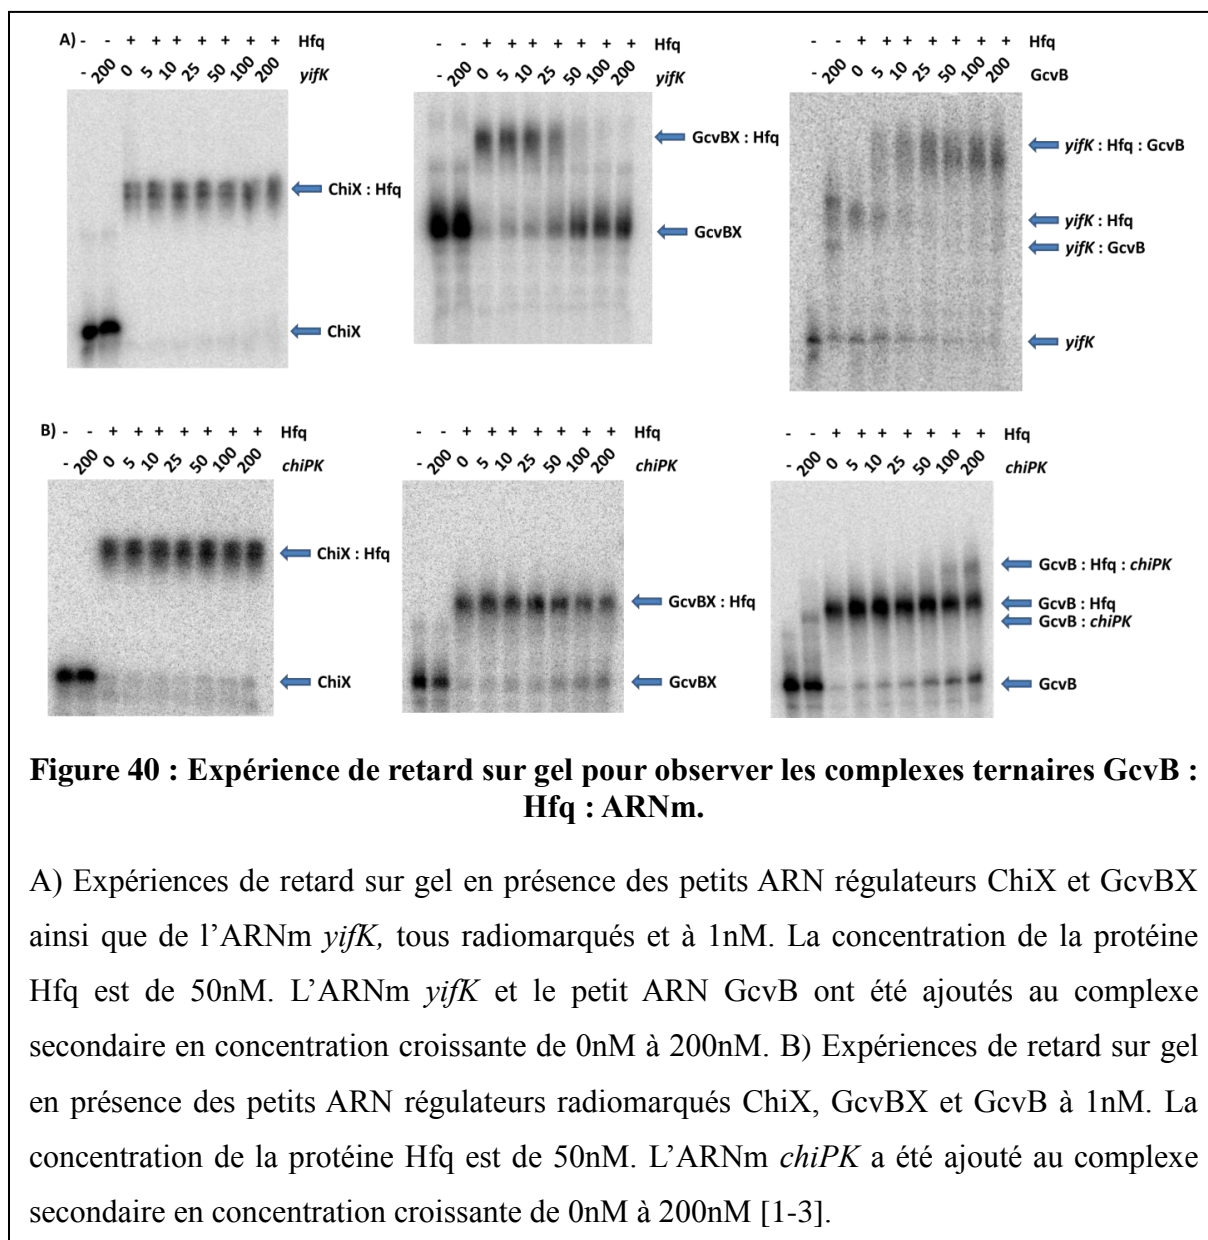 A) - - + + + + + + + Hfq
- 200 0 5 10 25 50 100 200 yifK
ChiX : Hfq
ChiX
- - + + + + + + + Hfq
- 200 0 5 10 25 50 100 200 yifK
GcvBX : Hfq
GcvBX
- - + + + + + + + Hfq
- 200 0 5 10 25 50 100 200 GcvB
yifK : Hfq : GcvB
yifK : Hfq
yifK : GcvB
yifK
B) - - + + + + + + + Hfq
- 200 0 5 10 25 50 100 200 chiPK
ChiX : Hfq
ChiX
- - + + + + + + + Hfq
- 200 0 5 10 25 50 100 200 chiPK
GcvBX : Hfq
GcvBX
- - + + + + + + + Hfq
- 200 0 5 10 25 50 100 200 chiPK
GcvB : Hfq : chiPK
GcvB : Hfq
GcvB : chiPK
GcvB
Figure 40 : Expérience de retard sur gel pour observer les complexes ternaires GcvB :
Hfq : ARNm.
A) Expériences de retard sur gel en présence des petits ARN régulateurs ChiX et GcvBX
ainsi que de l’ARNm yifK, tous radiomarqués et à 1nM. La concentration de la protéine
Hfq est de 50nM. L’ARNm yifK et le petit ARN GcvB ont été ajoutés au complexe
secondaire en concentration croissante de 0nM à 200nM. B) Expériences de retard sur gel
en présence des petits ARN régulateurs radiomarqués ChiX, GcvBX et GcvB à 1nM. La
concentration de la protéine Hfq est de 50nM. L’ARNm chiPK a été ajouté au complexe
secondaire en concentration croissante de 0nM à 200nM [1-3].